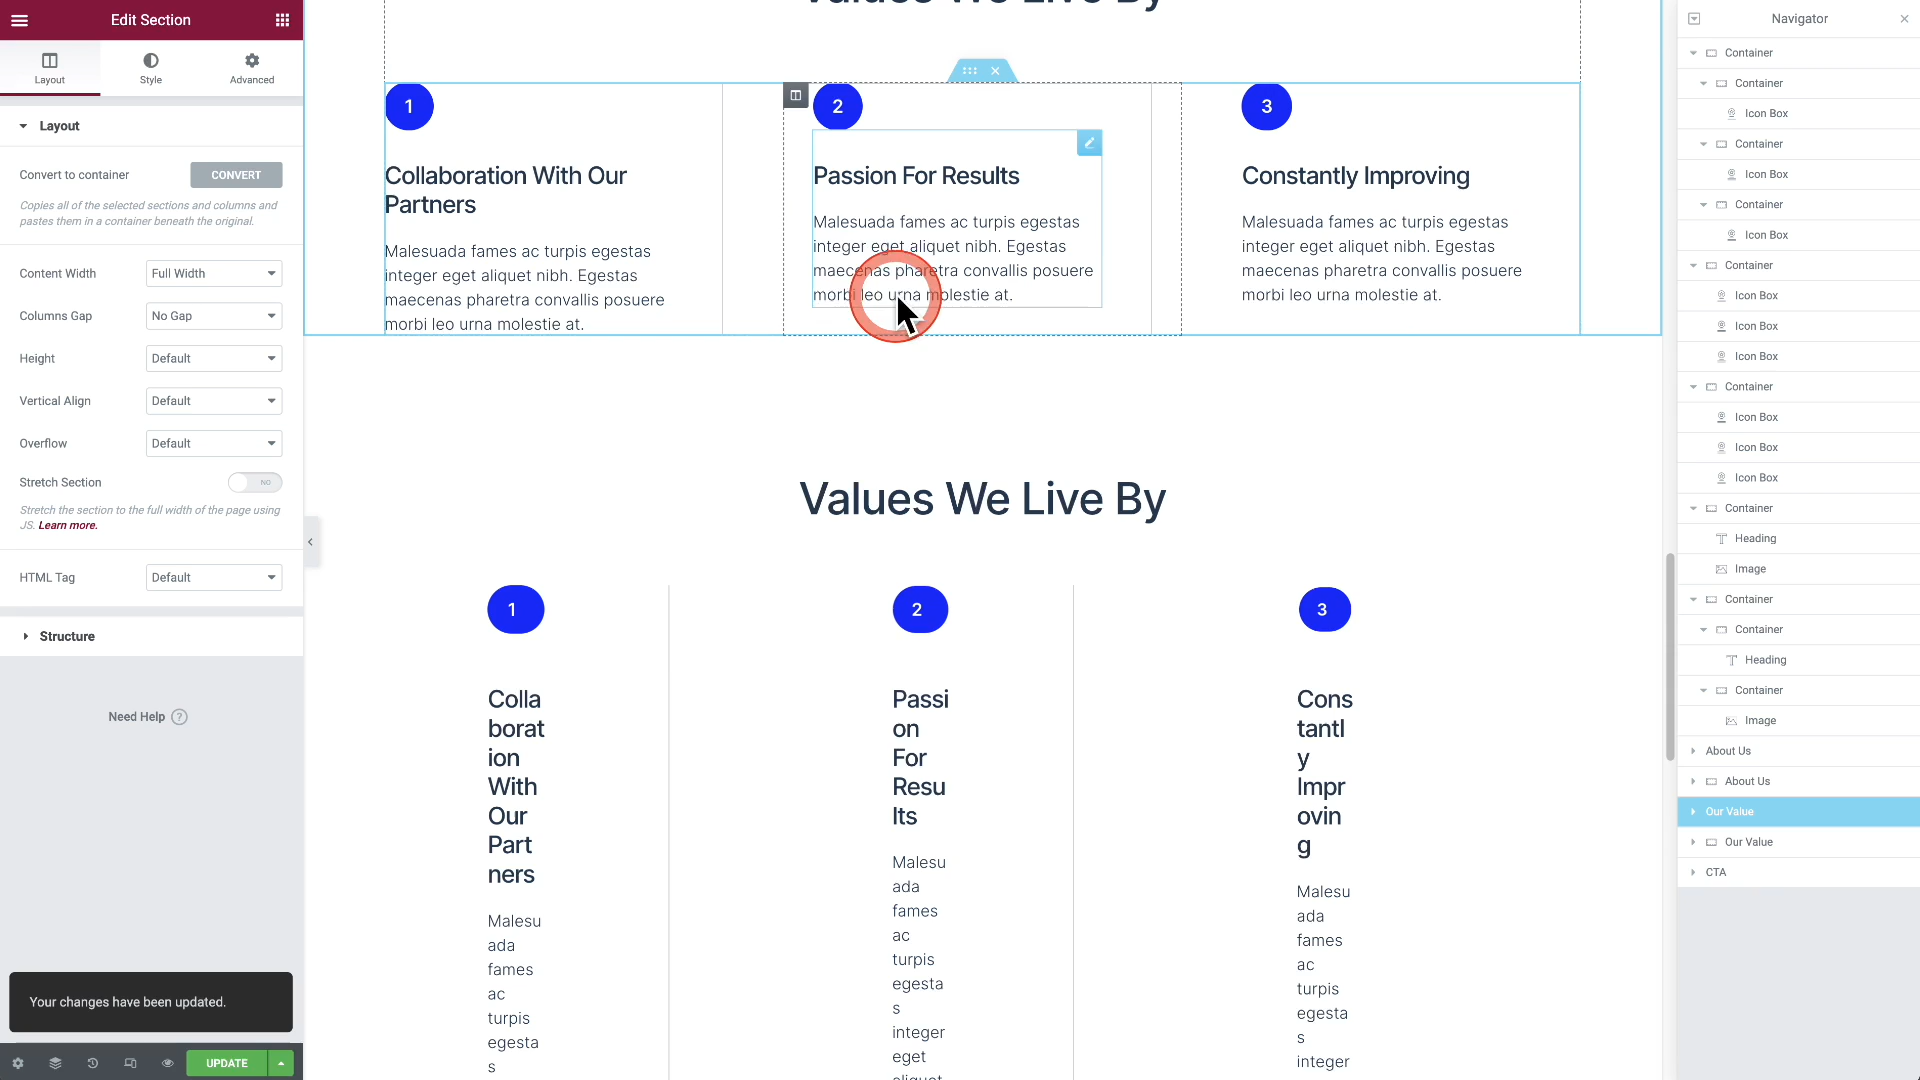 Edit Section
Layout
Style
Advanced
Layout
Convert to container
CONVERT
Copies all of the selected sections and columns and
pastes them in a container beneath the original.
Content Width
Full Width
Columns Gap
No Gap
Height
Default
Vertical Align
Default
Overflow
Default
Stretch Section
NO
Stretch the section to the full width of the page using
JS. Learn more.
HTML Tag
Default
Structure
Need Help ?
Your changes have been updated.
UPDATE
Values We Live By
1
Collaboration With Our
Partners
Malesuada fames ac turpis egestas
integer eget aliquet nibh. Egestas
maecenas pharetra convallis posuere
morbi leo urna molestie at.
2
Passion For Results
Malesuada fames ac turpis egestas
integer eget aliquet nibh. Egestas
maecenas pharetra convallis posuere
morbi leo urna molestie at.
3
Constantly Improving
Malesuada fames ac turpis egestas
integer eget aliquet nibh. Egestas
maecenas pharetra convallis posuere
morbi leo urna molestie at.
Values We Live By
1
Colla
borat
ion
With
Our
Part
ners
Malesu
ada
fames
ac
turpis
egesta
s
2
Passi
on
For
Resu
lts
Malesu
ada
fames
ac
turpis
egesta
s
integer
eget
aliquet
3
Cons
tantl
y
Impr
ovin
g
Malesu
ada
fames
ac
turpis
egesta
s
integer
Navigator
Container
Container
Icon Box
Container
Icon Box
Container
Icon Box
Container
Icon Box
Icon Box
Icon Box
Container
Icon Box
Icon Box
Icon Box
Container
Heading
Image
Container
Container
Heading
Container
Image
About Us
About Us
Our Value
Our Value
CTA